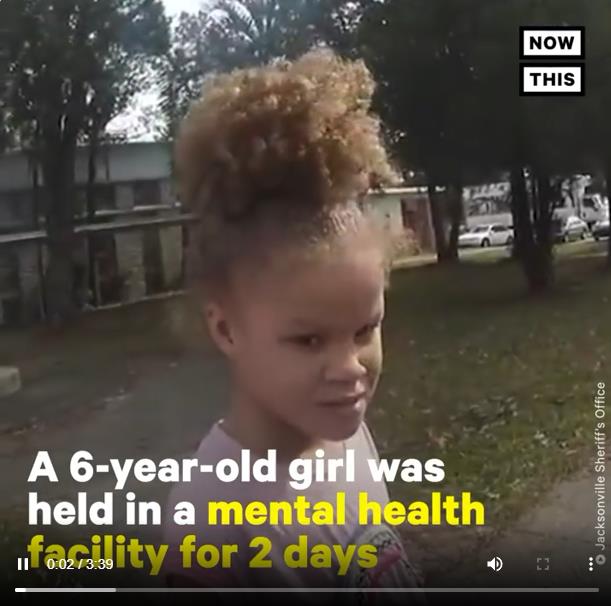 NOW
THIS
A 6-year-old girl was
held in a mental health
facility for 2 days
0:02 / 3:39
© Jacksonville Sheriff's Office